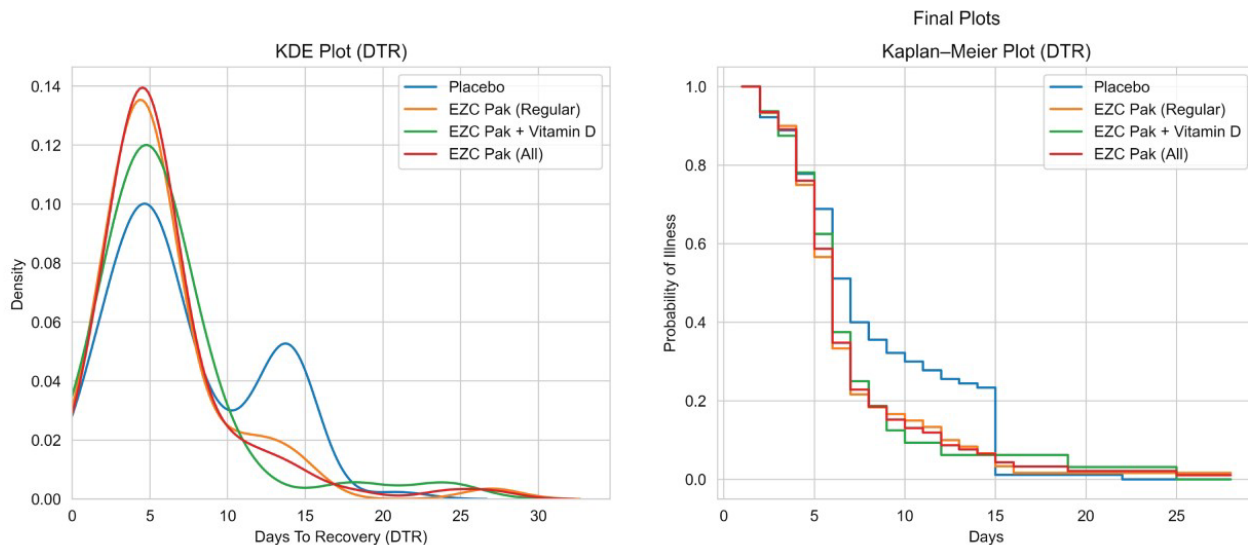 Final Plots
KDE Plot (DTR)
0.14
0.12
0.10
0.08
0.06
0.04
0.02
0.00
Density
0 5 10 15 20 25 30
Days To Recovery (DTR)
Placebo
EZC Pak (Regular)
EZC Pak + Vitamin D
EZC Pak (All)
Kaplan–Meier Plot (DTR)
1.0
0.8
0.6
0.4
0.2
0.0
Probability of Illness
0 5 10 15 20 25
Days
Placebo
EZC Pak (Regular)
EZC Pak + Vitamin D
EZC Pak (All)